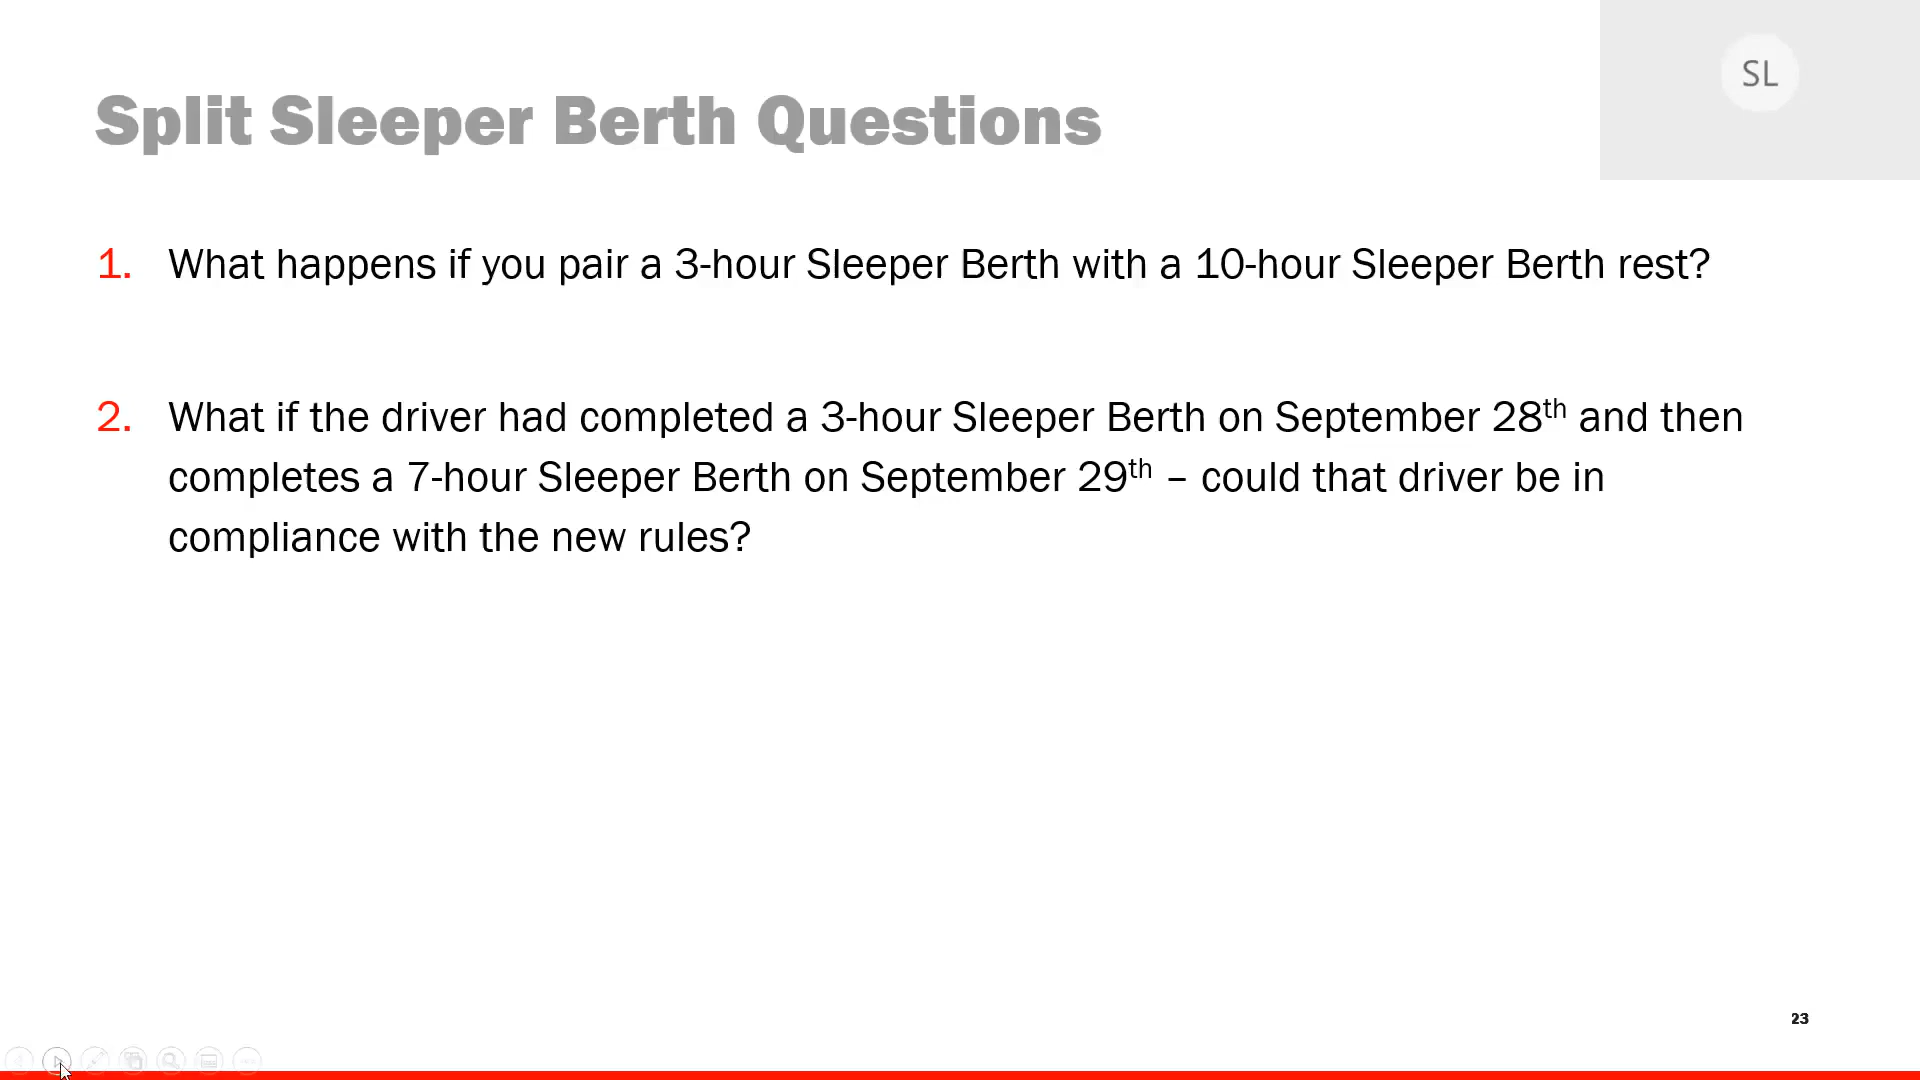 SL
Split Sleeper Berth Questions
1. What happens if you pair a 3-hour Sleeper Berth with a 10-hour Sleeper Berth rest?
2. What if the driver had completed a 3-hour Sleeper Berth on September 28th and then
completes a 7-hour Sleeper Berth on September 29th – could that driver be in
compliance with the new rules?
23